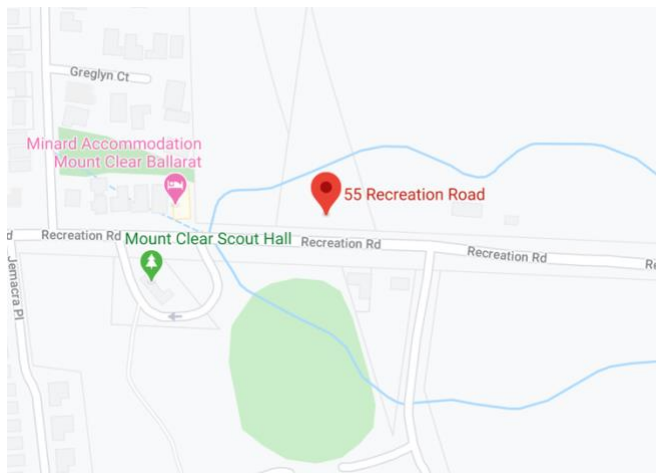 Greglyn Ct
Minard Accommodation
Mount Clear Ballarat
55 Recreation Road
d
Recreation Rd
Mount Clear Scout Hall
Recreation Rd
Recreation Rd
Re
Jemacra Pl